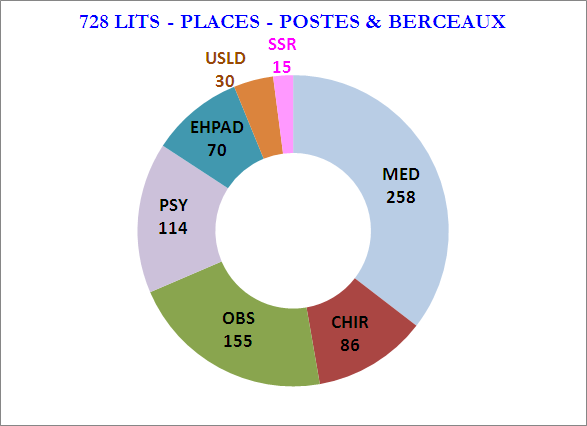 728 LITS - PLACES - POSTES & BERCEAUX
SSR
15
USLD
30
EHPAD
70
MED
258
PSY
114
OBS
155
CHIR
86